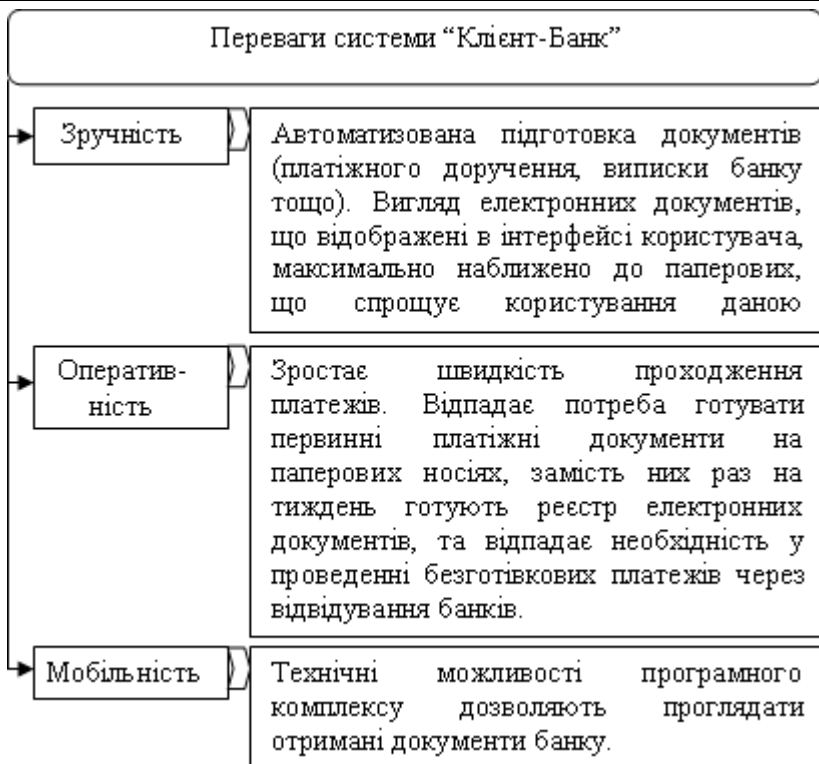 Переваги системи “Клієнт-Банк”
Зручність
Автоматизована підготовка документів
(платіжного доручення, виписки банку
тощо). Вигляд електронних документів,
що відображені в інтерфейсі користувача,
максимально наближено до паперових,
що спрощує користування даною
Оператив-
ність
Зростає швидкість проходження
платежів. Відпадає потреба готувати
первинні платіжні документи на
паперових носіях, замість них раз на
тиждень готують реєстр електронних
документів, та відпадає необхідність у
проведенні безготівкових платежів через
відвідування банків.
Мобільність
Технічні можливості програмного
комплексу дозволяють проглядати
отримані документи банку.